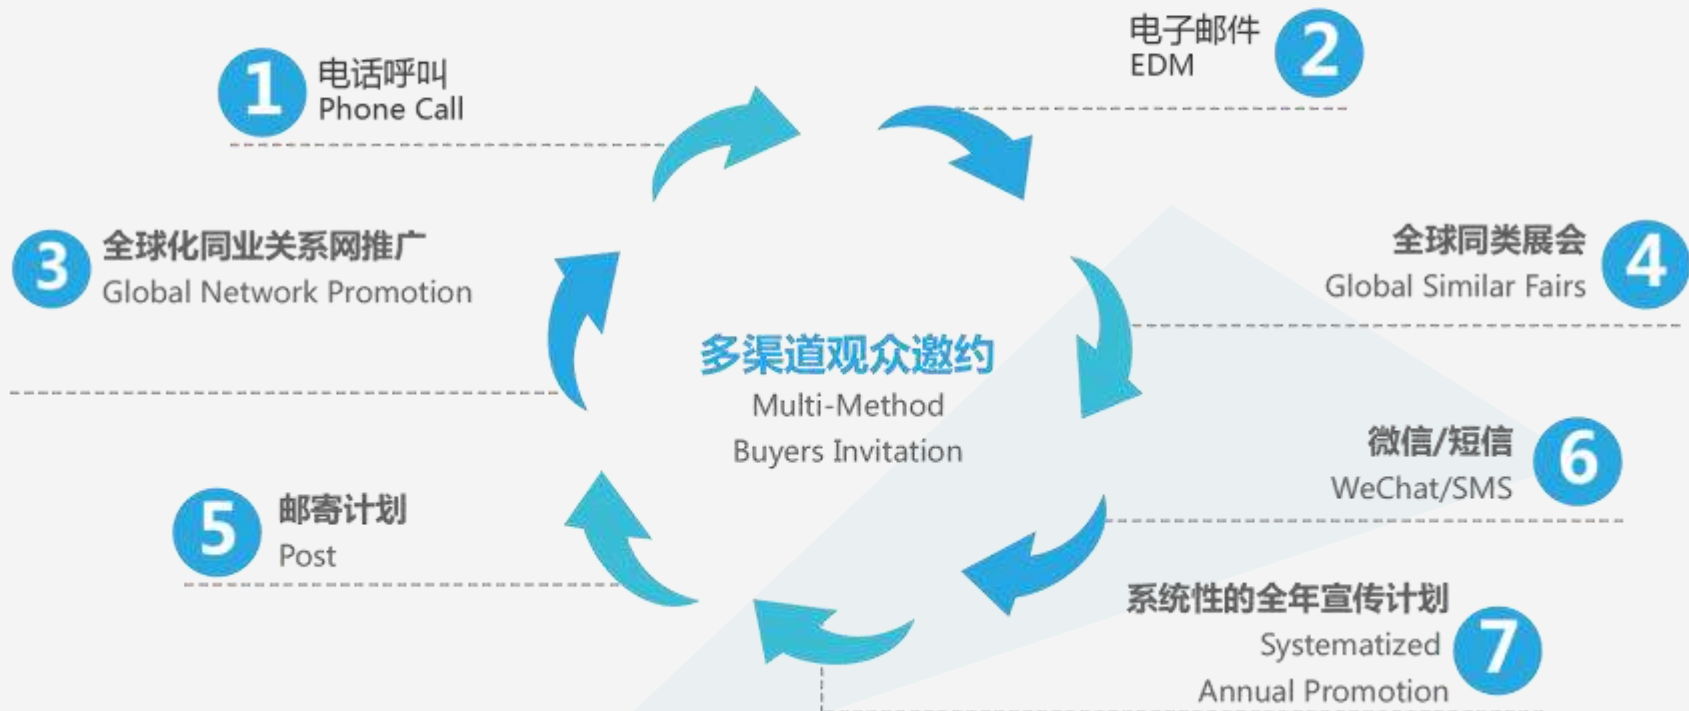 1
电话呼叫
Phone Call
电子邮件
EDM
2
3
全球化同业关系网推广
Global Network Promotion
全球同类展会
Global Similar Fairs
4
多渠道观众邀约
Multi-Method
Buyers Invitation
5
邮寄计划
Post
微信/短信
WeChat/SMS
6
系统性的全年宣传计划
Systematized
Annual Promotion
7